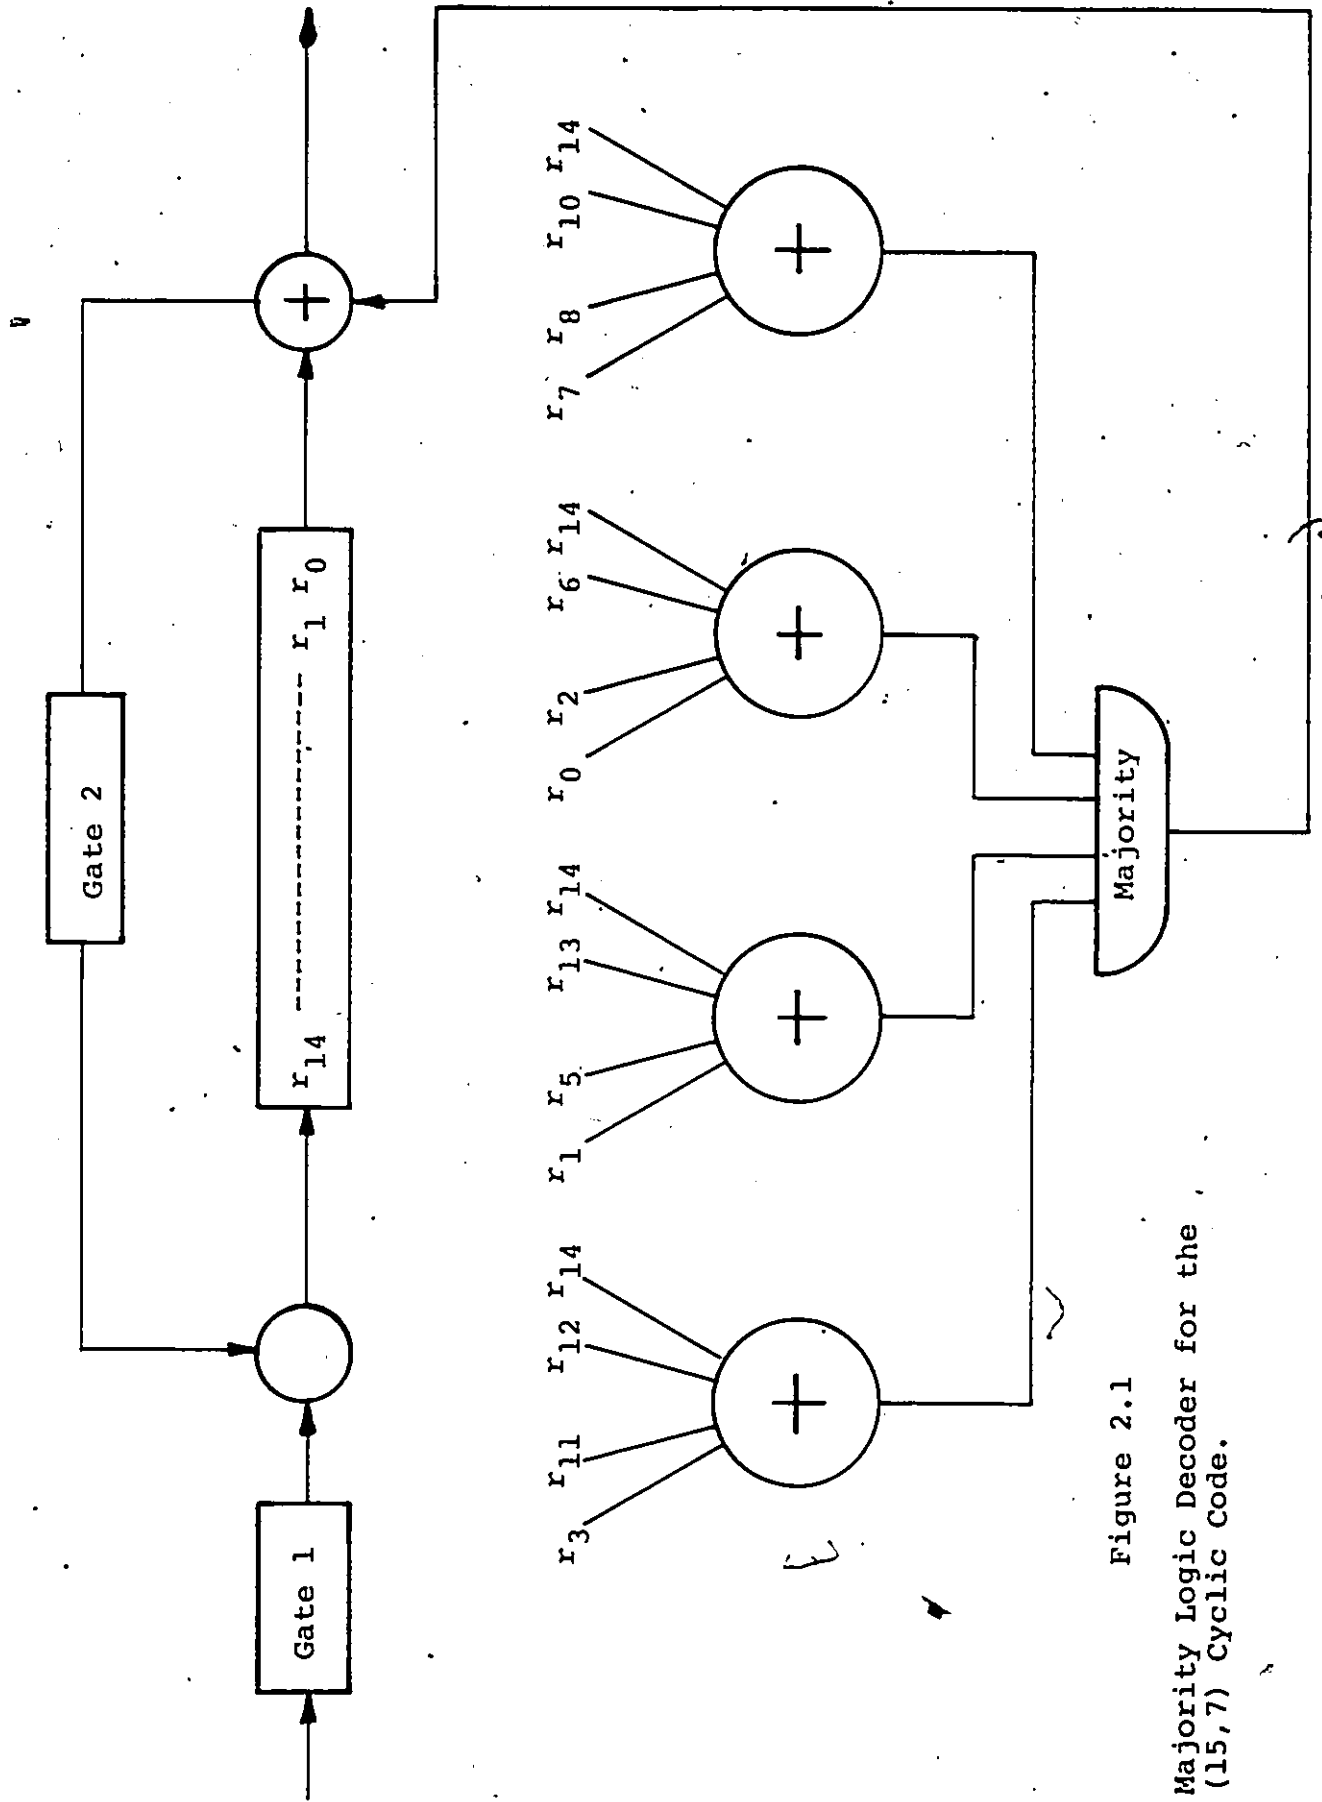 Gate 1
Gate 2
r14 ---------------- r1 r0
+
r3 r11 r12 r14
+
r1 r5 r13 r14
+
r0 r2 r6 r14
+
r7 r8 r10 r14
+
Majority
Figure 2.1
Majority Logic Decoder for the
(15,7) Cyclic Code.